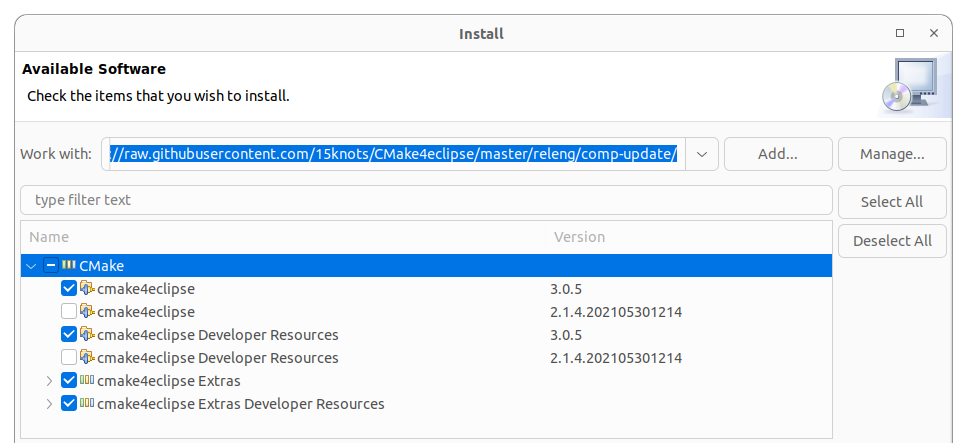 Install
Available Software
Check the items that you wish to install.
Work with: ://raw.githubusercontent.com/15knots/CMake4eclipse/master/releng/comp-update/ Add... Manage...
type filter text Select All
Name Version Deselect All
CMake
cmake4eclipse 3.0.5
cmake4eclipse 2.1.4.202105301214
cmake4eclipse Developer Resources 3.0.5
cmake4eclipse Developer Resources 2.1.4.202105301214
cmake4eclipse Extras
cmake4eclipse Extras Developer Resources